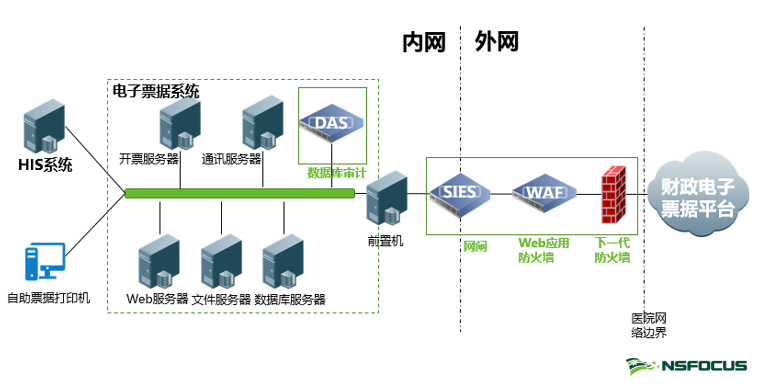 内网
外网
电子票据系统
HIS系统
开票服务器
通讯服务器
DAS
数据库审计
自助票据打印机
Web服务器
文件服务器
数据库服务器
前置机
SIES
网闸
WAF
Web应用
防火墙
下一代
防火墙
财政电子
票据平台
医院网
络边界
NSFOCUS